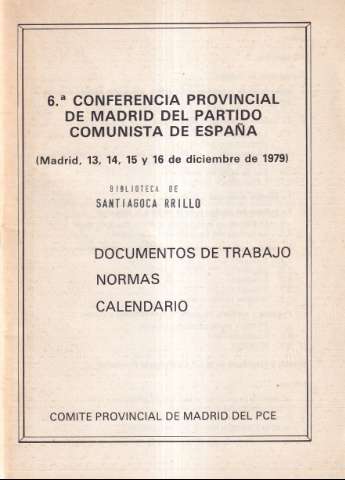 6.ª CONFERENCIA PROVINCIAL
DE MADRID DEL PARTIDO
COMUNISTA DE ESPAÑA
(Madrid, 13, 14, 15 y 16 de diciembre de 1979)
BIBLIOTECA DE
SANTIAGOCA RRILLO
DOCUMENTOS DE TRABAJO
NORMAS
CALENDARIO
COMITE PROVINCIAL DE MADRID DEL PCE